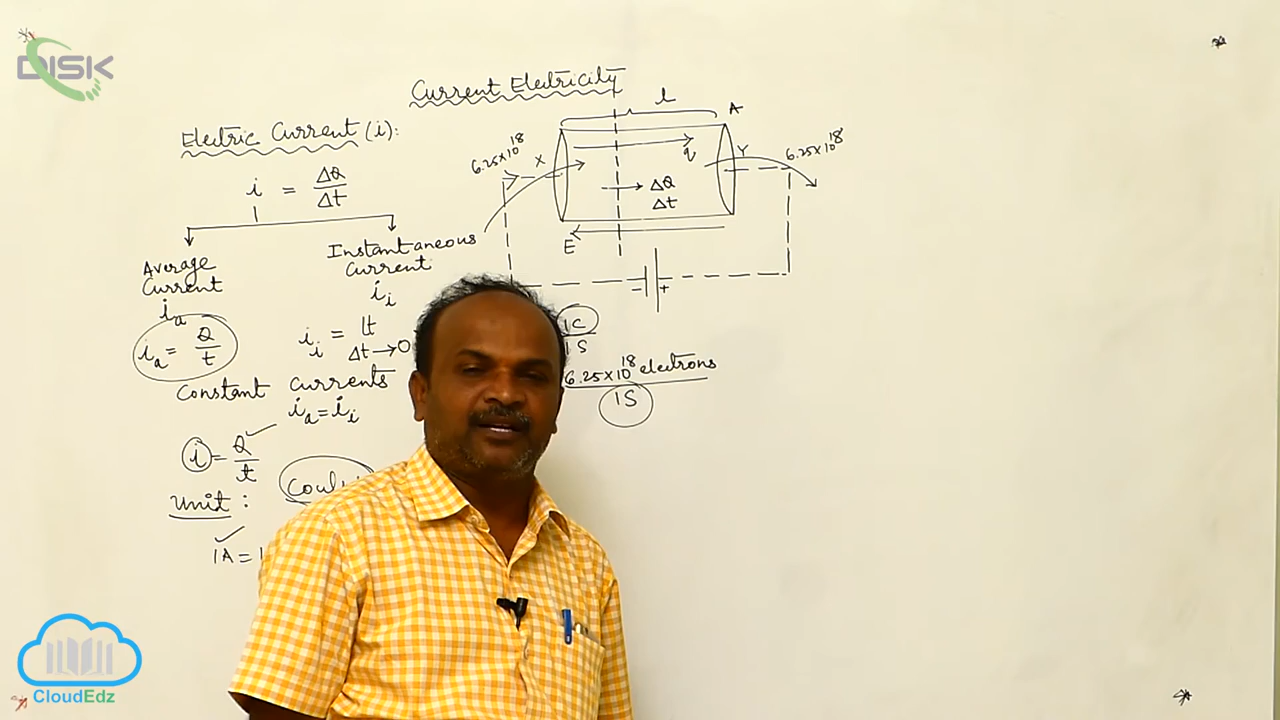 DISK
Current Electricity
Electric Current (i):
i = ΔQ/Δt
Average Current
i_a
i_a = Q/t
Instantaneous Current
i_i
i_i = lt Δt→0
Constant Currents
i_a = i_i
i = Q/t
Unit:
1A = 1
l
A
6.25×10^18
X
q
Y
6.25×10^18
ΔQ
Δt
E
- +
1C
1S
6.25×10^18 electrons
1S
CloudEdz